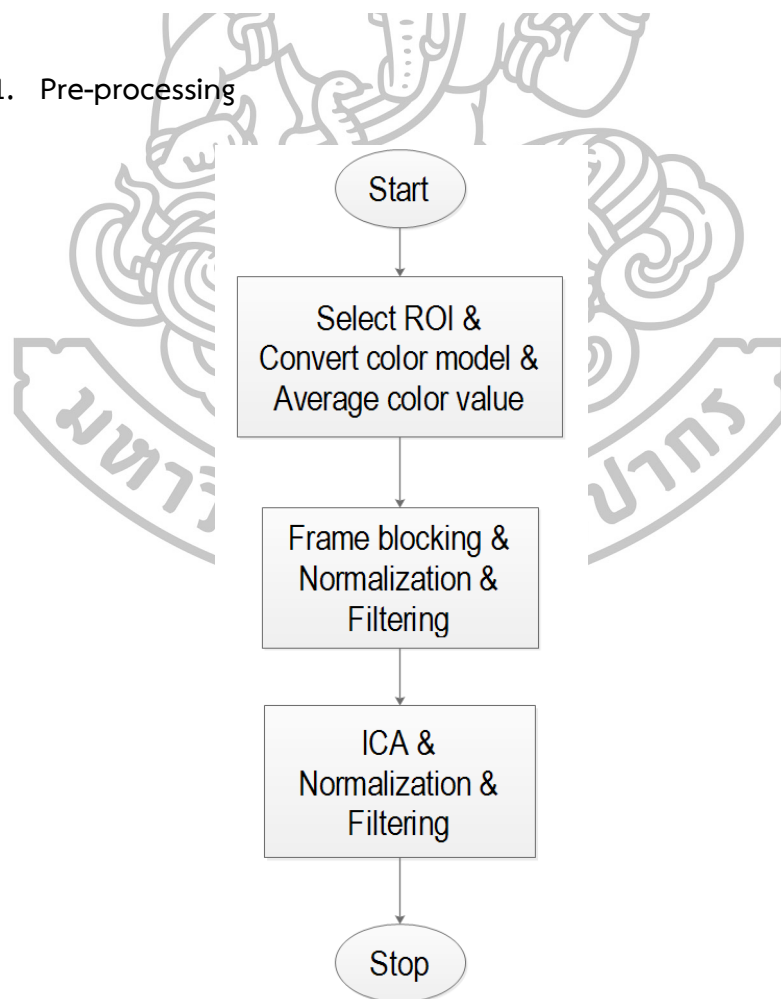 1. Pre-processing
Start
Select ROI &
Convert color model &
Average color value
Frame blocking &
Normalization &
Filtering
ICA &
Normalization &
Filtering
Stop